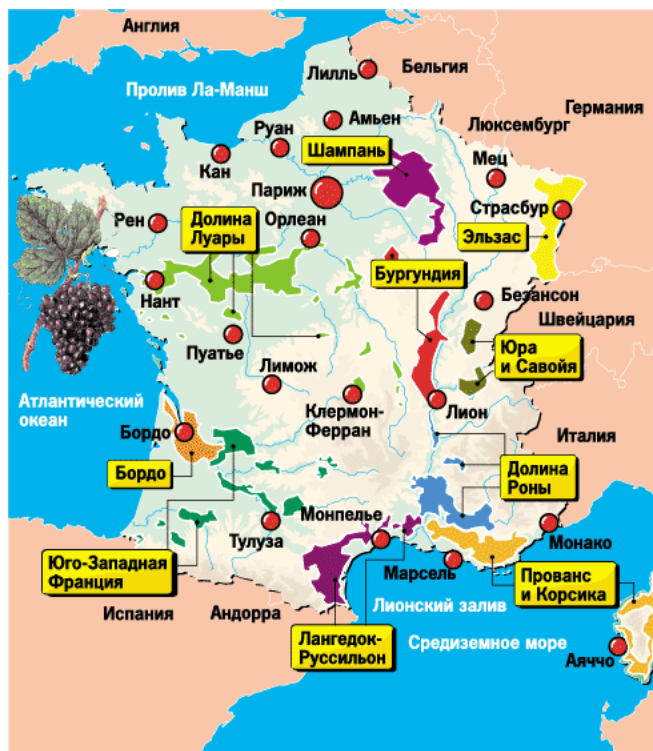 Англия
Бельгия
Лилль
Пролив Ла-Манш
Германия
Амьен
Руан
Люксембург
Шампань
Кан
Мец
Париж
Страсбур
Рен
Долина
Луары
Орлеан
Эльзас
Бургундия
Нант
Безансон
Швейцария
Пуатье
Юра
и Савойя
Лимож
Атлантический
океан
Клермон-
Ферран
Лион
Бордо
Италия
Бордо
Долина
Роны
Монпелье
Тулуза
Монако
Юго-Западная
Франция
Марсель
Прованс
и Корсика
Испания
Андорра
Лионский залив
Лангедок-
Руссильон
Средиземное море
Аяччо